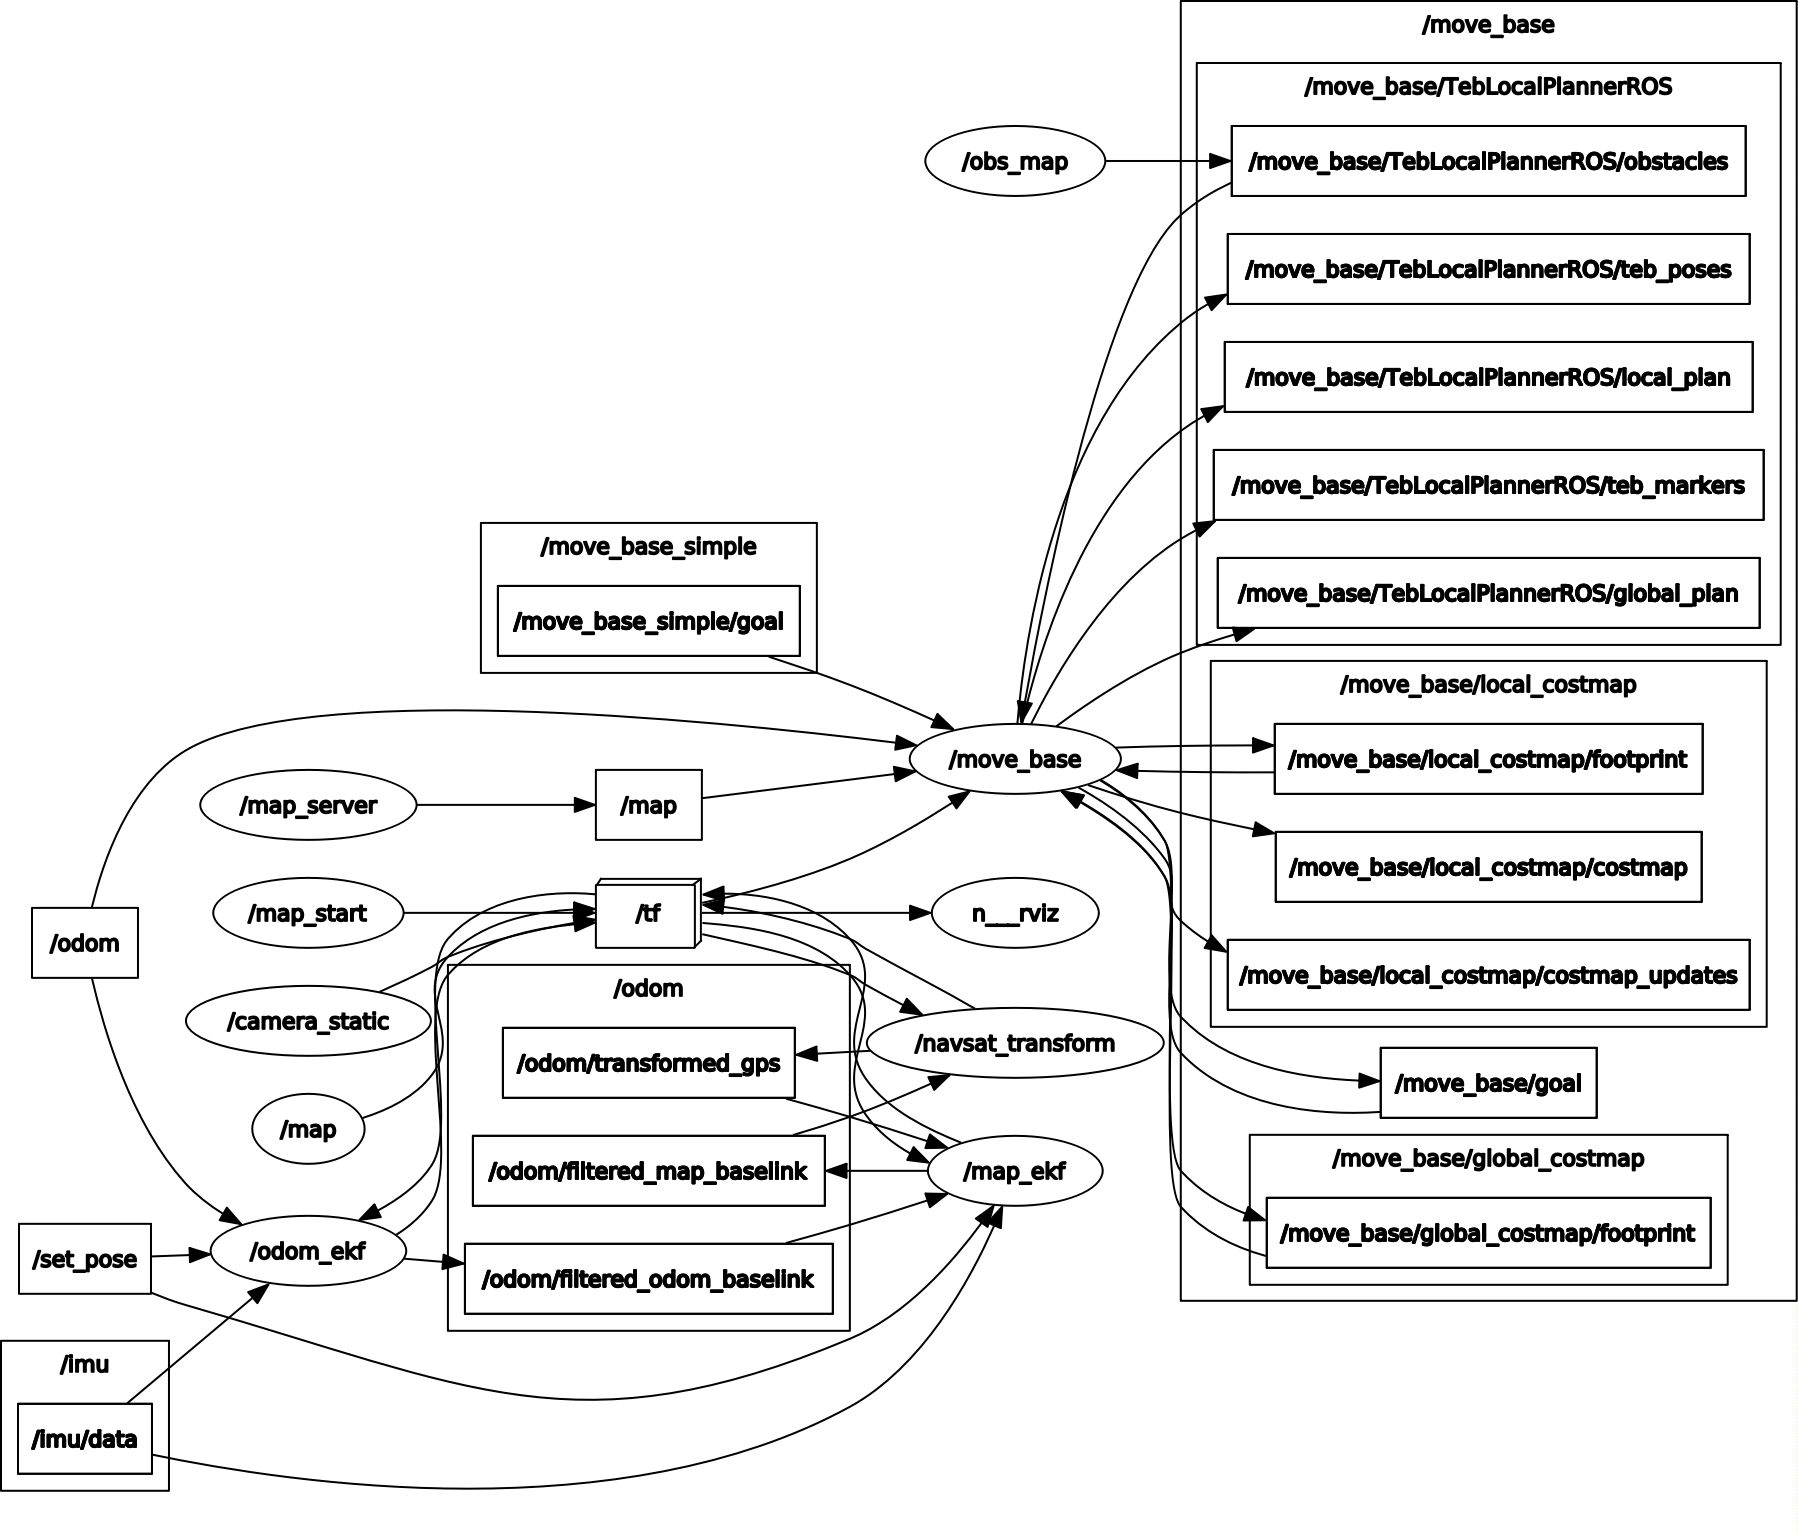 /move_base
/move_base/TebLocalPlannerROS
/obs_map
/move_base/TebLocalPlannerROS/obstacles
/move_base/TebLocalPlannerROS/teb_poses
/move_base/TebLocalPlannerROS/local_plan
/move_base/TebLocalPlannerROS/teb_markers
/move_base_simple
/move_base/TebLocalPlannerROS/global_plan
/move_base_simple/goal
/move_base/local_costmap
/move_base
/move_base/local_costmap/footprint
/map_server
/map
/move_base/local_costmap/costmap
/map_start
/tf
n___rviz
/odom
/move_base/local_costmap/costmap_updates
/odom
/camera_static
/navsat_transform
/odom/transformed_gps
/move_base/goal
/map
/move_base/global_costmap
/odom/filtered_map_baselink
/map_ekf
/move_base/global_costmap/footprint
/odom_ekf
/set_pose
/odom/filtered_odom_baselink
/imu
/imu/data